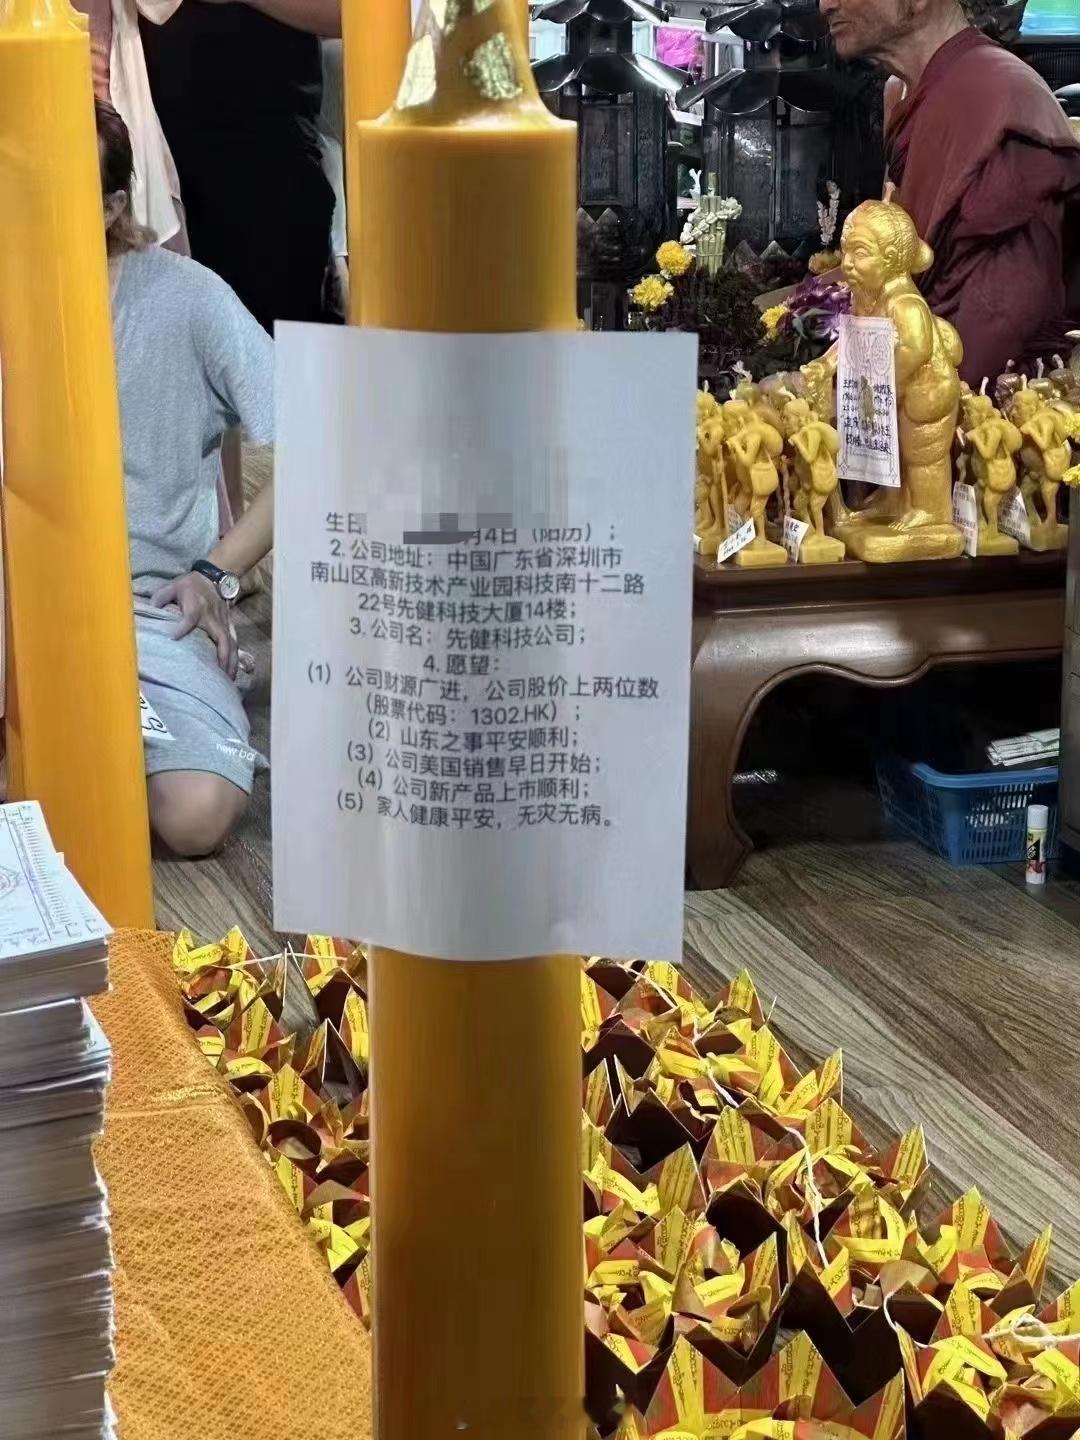 生日
月4日（阳历）；
2. 公司地址：中国广东省深圳市
南山区高新技术产业园科技南十二路
22号先健科技大厦14楼；
3. 公司名：先健科技公司；
4. 愿望：
(1) 公司财源广进，公司股价上两位数
（股票代码：1302.HK）；
(2) 山东之事平安顺利；
(3) 公司美国销售早日开始；
(4) 公司新产品上市顺利；
(5) 家人健康平安，无灾无病。
new ba